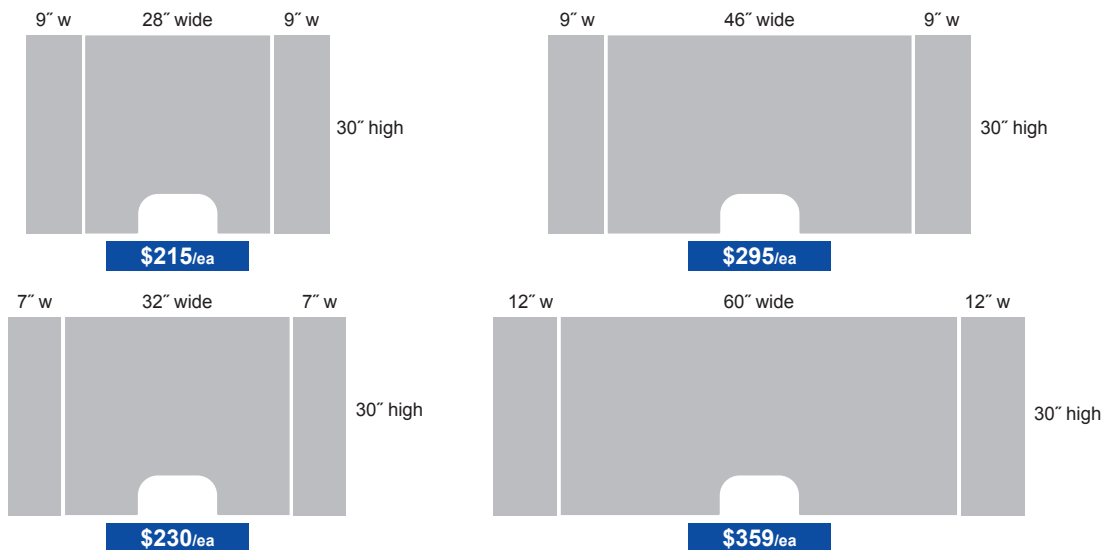 9˝ w 28˝ wide 9˝ w
30˝ high
$215/ea
9˝ w 46˝ wide 9˝ w
30˝ high
$295/ea
7˝ w 32˝ wide 7˝ w
30˝ high
$230/ea
12˝ w 60˝ wide 12˝ w
30˝ high
$359/ea